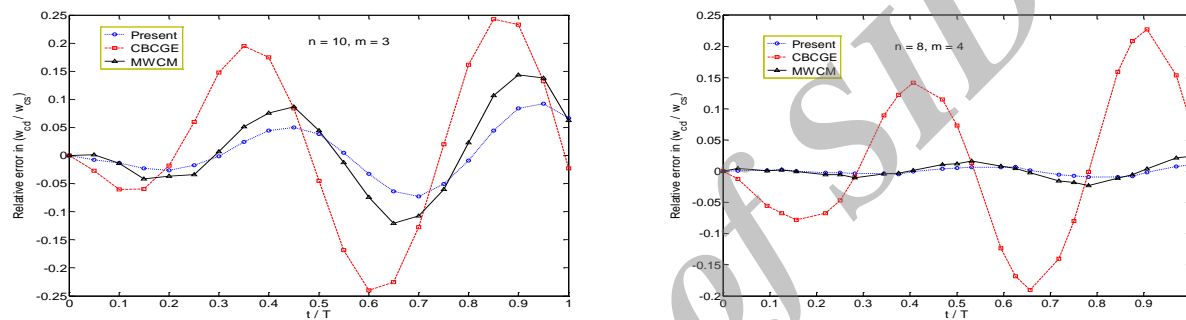 0.25
0.2
0.15
0.1
0.05
0
-0.05
-0.1
-0.15
-0.2
-0.25
Relative error in (w_cd / w_cs)
Present
CBCGE
MWCM
n = 10, m = 3
0 0.1 0.2 0.3 0.4 0.5 0.6 0.7 0.8 0.9 1
t / T
0.25
0.2
0.15
0.1
0.05
0
-0.05
-0.1
-0.15
-0.2
Relative error in (w_cd / w_cs)
Present
CBCGE
MWCM
n = 8, m = 4
0 0.1 0.2 0.3 0.4 0.5 0.6 0.7 0.8 0.9
t / T
of SID